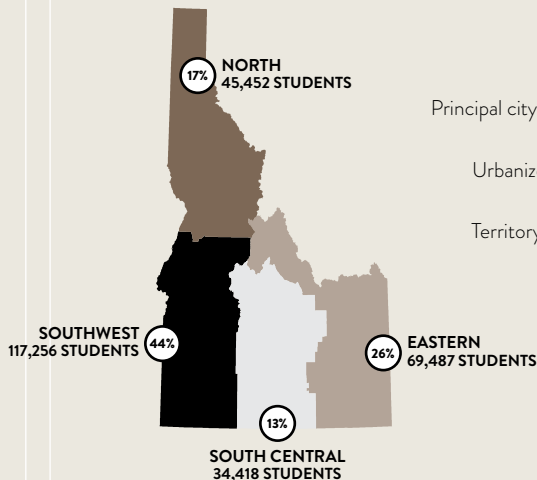 17%
NORTH
45,452 STUDENTS
Principal city
Territory
SOUTHWEST
117,256 STUDENTS
44%
26%
EASTERN
69,487 STUDENTS
13%
SOUTH CENTRAL
34,418 STUDENTS